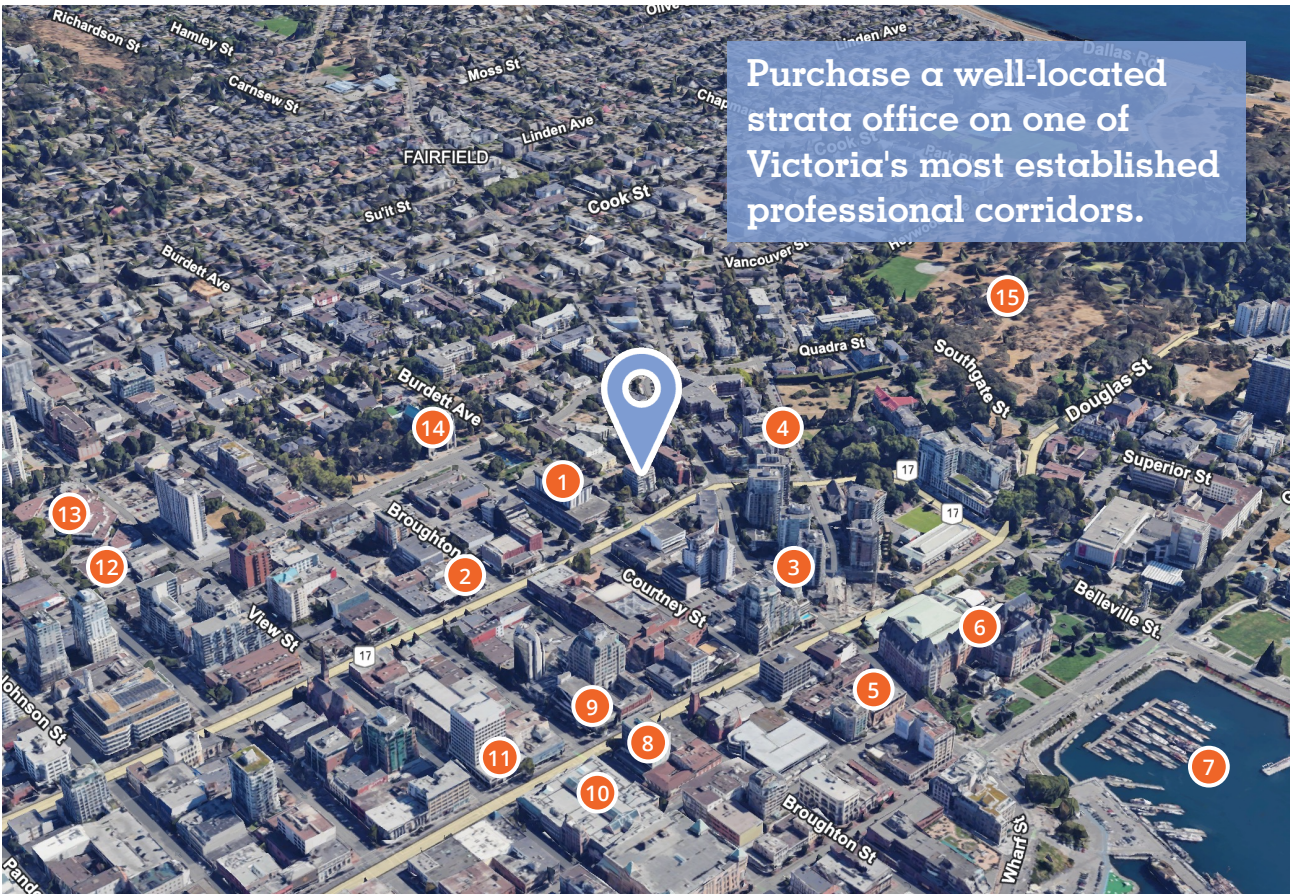 Richardson St
Hamley St
Carnsew St
Moss St
Linden Ave
FAIRFIELD
Linden Ave
Dallas Rd
Purchase a well-located
strata office on one of
Victoria's most established
professional corridors.
Cook St
Su'it St
Cook St
Vancouver St
Burdett Ave
15
Quadra St
Southgate St
Douglas St
Burdett Ave
14
4
Superior St
17
1
17
13
Broughton
12
2
Courtney St
3
Belleville St.
View St
6
17
Johnson St
5
9
8
11
7
10
Broughton St
Wharf St